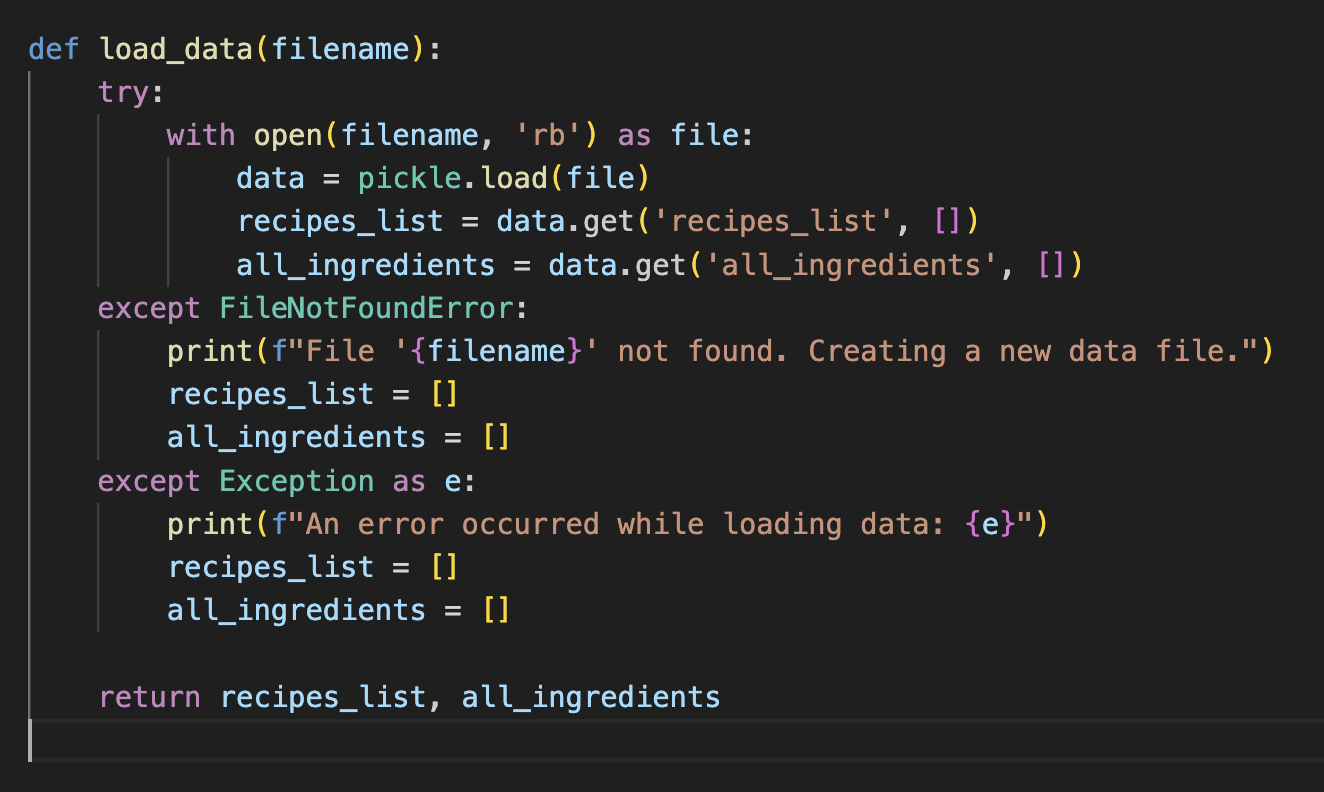 def load_data(filename):
    try:
        with open(filename, 'rb') as file:
            data = pickle.load(file)
            recipes_list = data.get('recipes_list', [])
            all_ingredients = data.get('all_ingredients', [])
    except FileNotFoundError:
        print(f"File '{filename}' not found. Creating a new data file.")
        recipes_list = []
        all_ingredients = []
    except Exception as e:
        print(f"An error occurred while loading data: {e}")
        recipes_list = []
        all_ingredients = []

    return recipes_list, all_ingredients